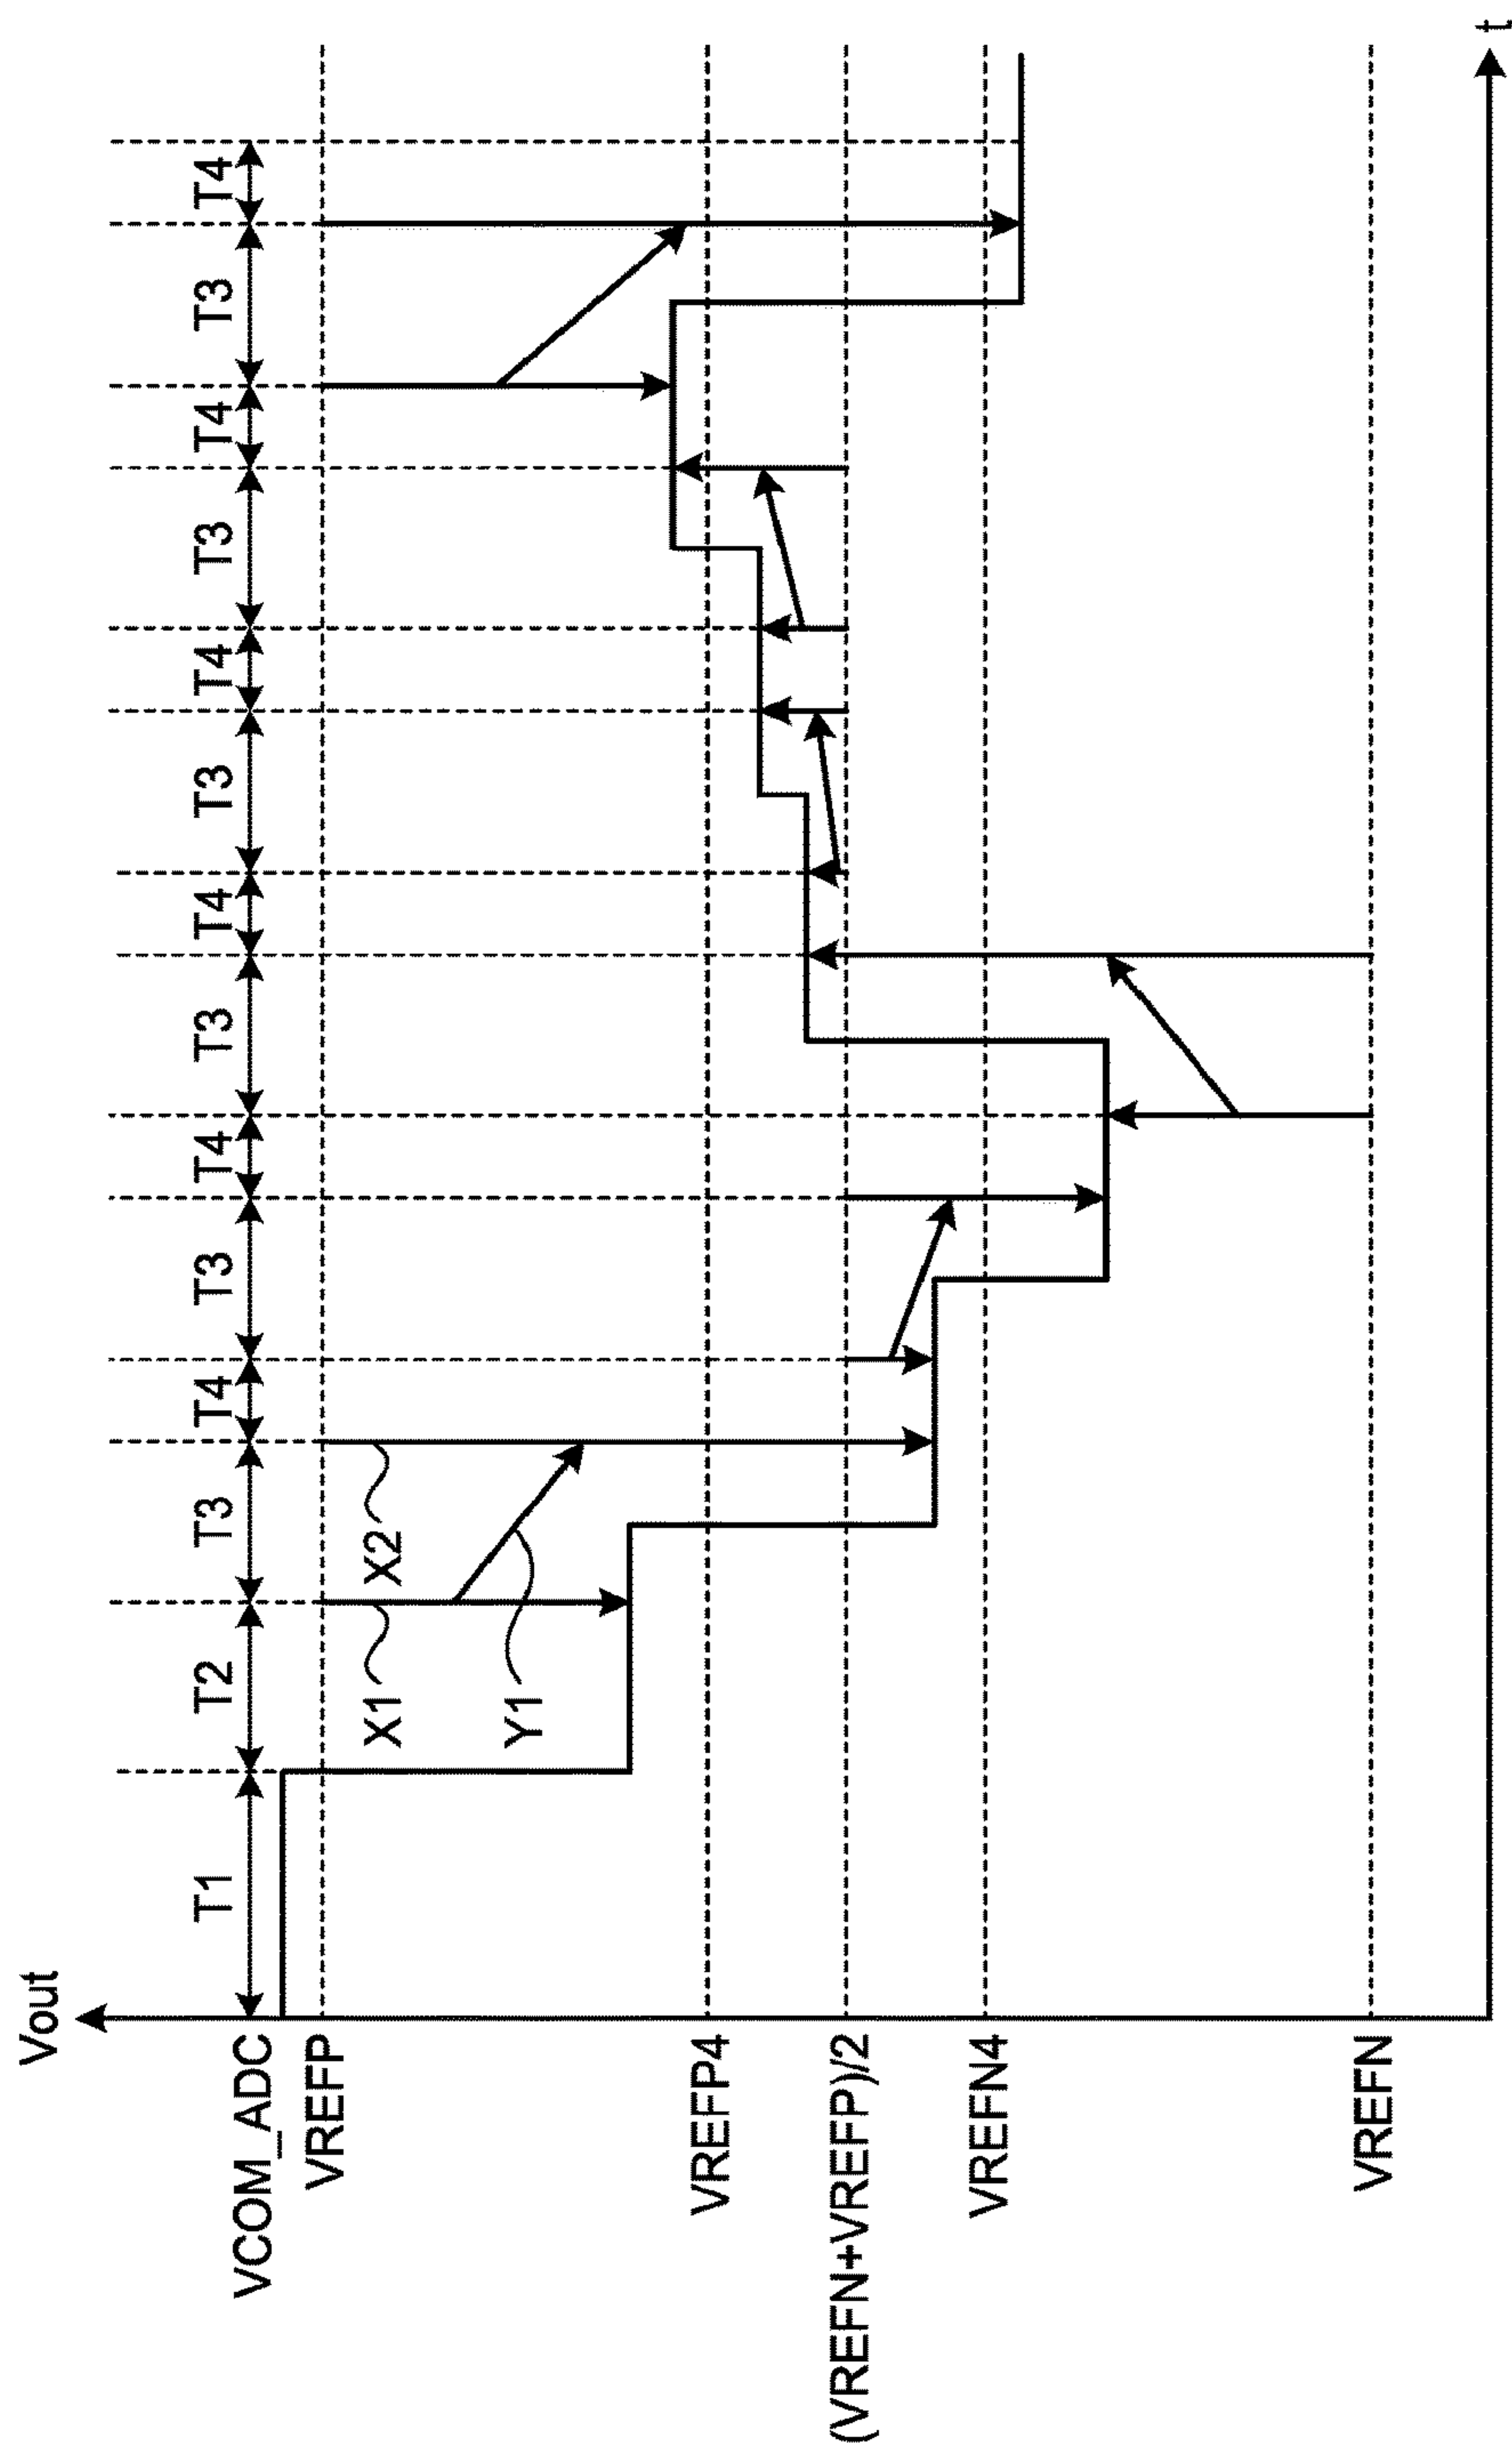 Vout
T1 T2 T3 T4 T3 T4 T3 T4 T3 T4 T3 T4 T3 T4
VCOM_ADC
VREFP
X1 X2
Y1
VREFP4
(VREFN+VREFP)/2
VREFN4
VREFN
t